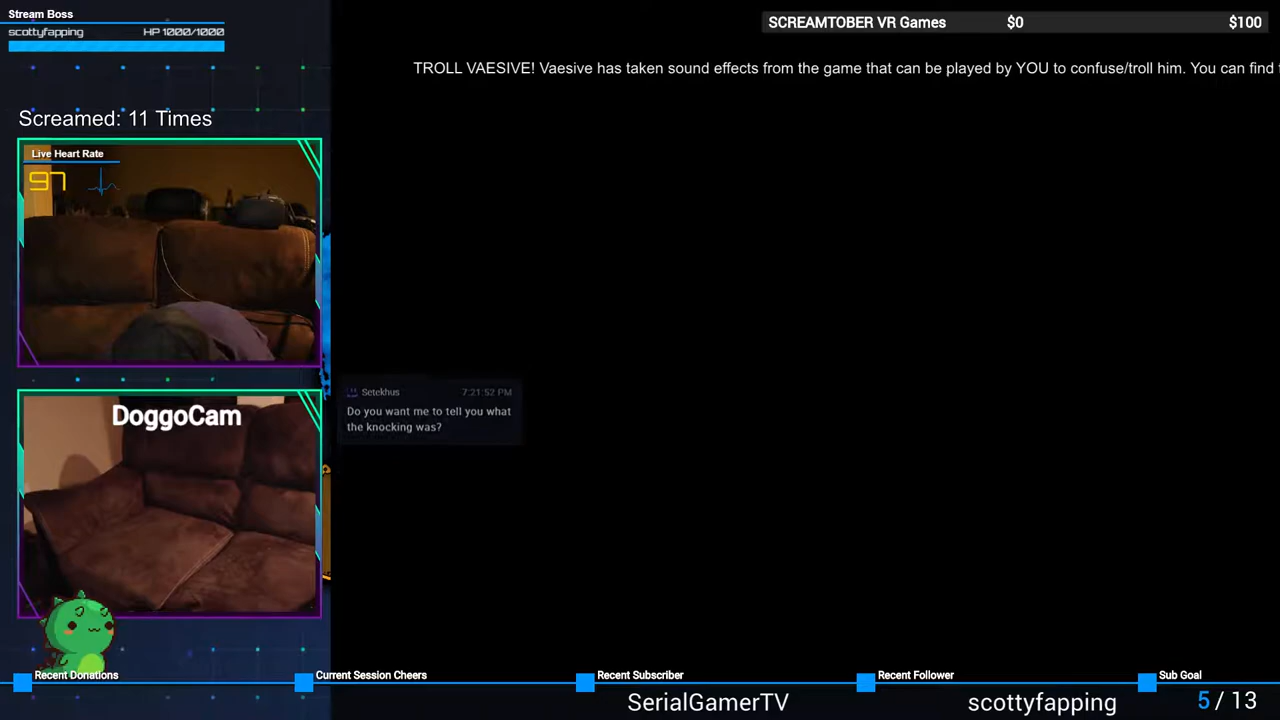 Stream Boss
scottyfapping HP 1000/1000
SCREAMTOBER VR Games $0 $100
TROLL VAESIVE! Vaesive has taken sound effects from the game that can be played by YOU to confuse/troll him. You can find
Screamed: 11 Times
Live Heart Rate
97
Setekhus 7:21:52 PM
Do you want me to tell you what
the knocking was?
DoggoCam
Recent Donations
Current Session Cheers
Recent Subscriber
SerialGamerTV
Recent Follower
scottyfapping
Sub Goal
5 / 13